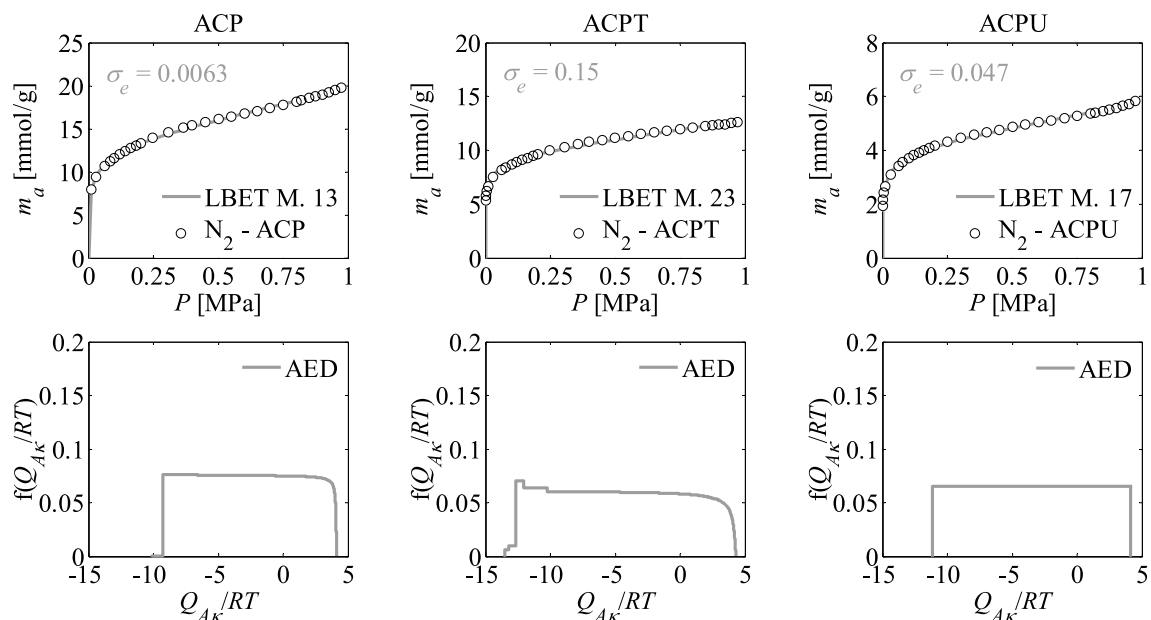 ACP
25
20
15
10
5
0
0 0.25 0.5 0.75 1
m_a [mmol/g]
P [MPa]
σ_e = 0.0063
LBET M. 13
N_2 - ACP
ACPT
20
15
10
5
0
0 0.25 0.5 0.75 1
m_a [mmol/g]
P [MPa]
σ_e = 0.15
LBET M. 23
N_2 - ACPT
ACPU
8
6
4
2
0
0 0.25 0.5 0.75 1
m_a [mmol/g]
P [MPa]
σ_e = 0.047
LBET M. 17
N_2 - ACPU
0.2
0.15
0.1
0.05
0
-15 -10 -5 0 5
f(Q_Aκ/RT)
Q_Aκ/RT
AED
0.2
0.15
0.1
0.05
0
-15 -10 -5 0 5
f(Q_Aκ/RT)
Q_Aκ/RT
AED
0.2
0.15
0.1
0.05
0
-15 -10 -5 0 5
f(Q_Aκ/RT)
Q_Aκ/RT
AED